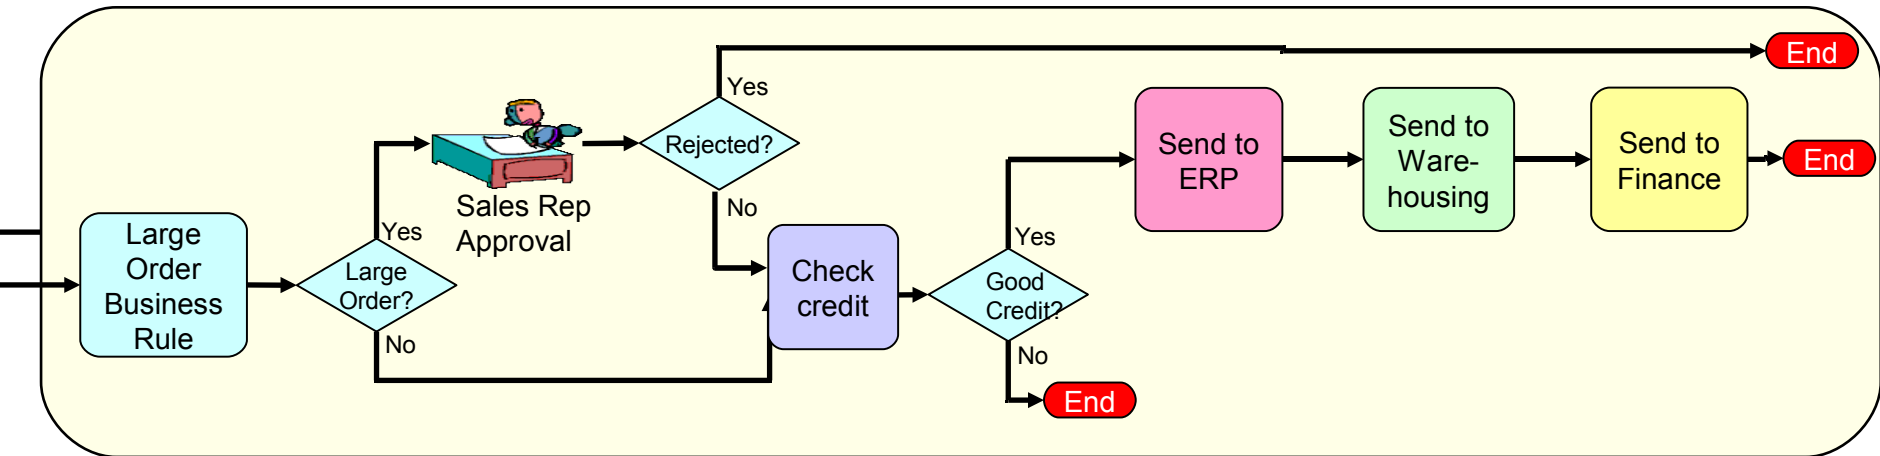 Large
Order
Business
Rule
Large
Order?
Yes
No
Sales Rep
Approval
Rejected?
Yes
No
Check
credit
Good
Credit?
Yes
No
End
Send to
ERP
Send to
Ware-
housing
Send to
Finance
End
End